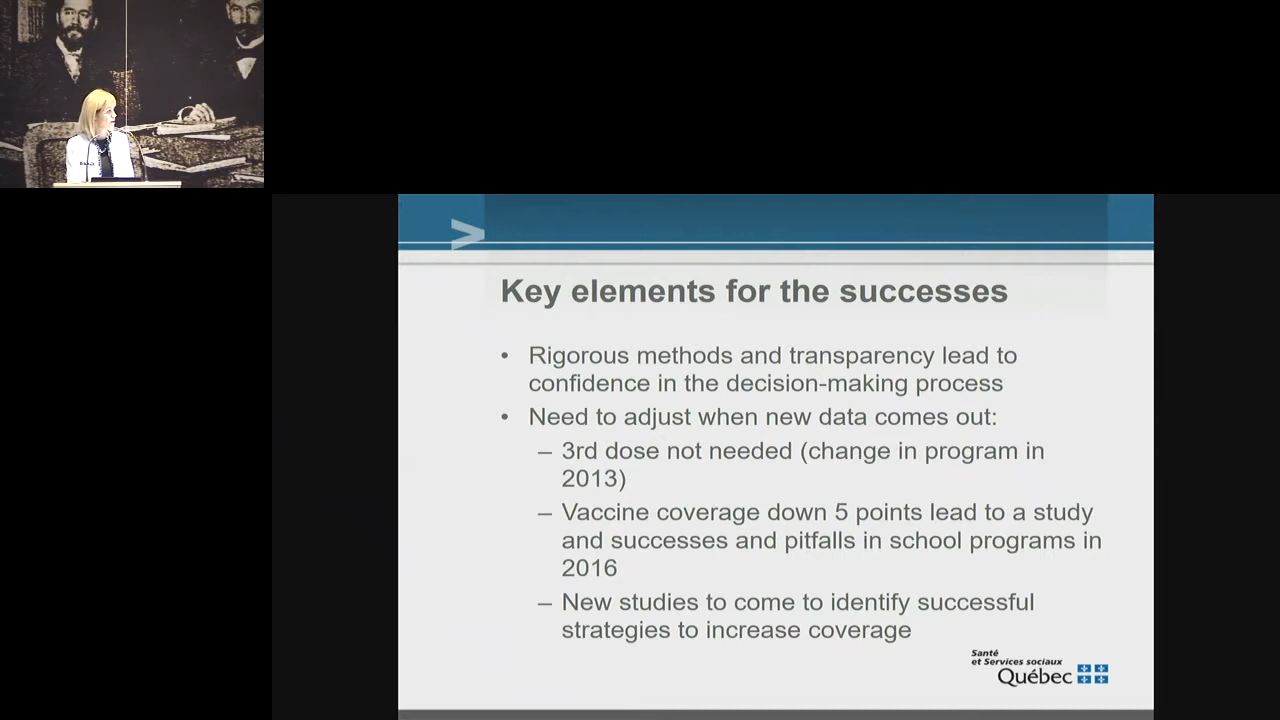 Key elements for the successes
• Rigorous methods and transparency lead to
confidence in the decision-making process
• Need to adjust when new data comes out:
– 3rd dose not needed (change in program in
2013)
– Vaccine coverage down 5 points lead to a study
and successes and pitfalls in school programs in
2016
– New studies to come to identify successful
strategies to increase coverage
Santé
et Services sociaux
Québec